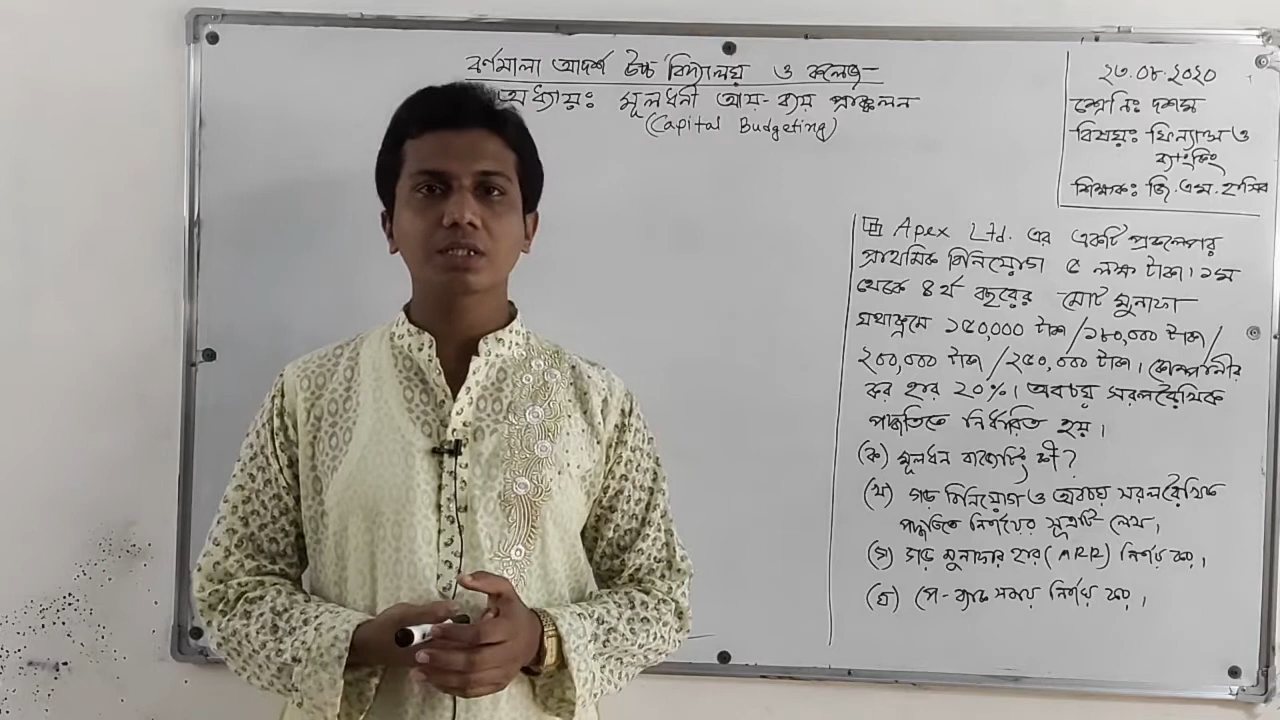 বর্ণমালা আদর্শ উচ্চ বিদ্যালয় ও কলেজ
অধ্যায়ঃ মূলধনী আয়-ব্যয় প্রাক্কলন
(Capital Budgeting)
২৩.০৮.২০২০
শ্রেনিঃ দশম
বিষয়ঃ ফিন্যান্স ও
ব্যাংকিং
শিক্ষকঃ জি.এম. হাসিব
Apex Ltd. এর একটি প্রকল্পের
প্রাথমিক বিনিয়োগ ৫ লক্ষ টাকা। ১ম
থেকে ৪র্থ বছরের মোট মুনাফা
যথাক্রমে ১৫০,০০০ টাকা/১৮০,০০০ টাকা/
২০০,০০০ টাকা/২৫০,০০০ টাকা। কোম্পানীর
কর হার ২০%। অবচয় সরলরৈখিক
পদ্ধতিতে নির্ধারিত হয়।
(ক) মূলধন বাজেটিং কী?
(খ) গড় বিনিয়োগ ও অবচয় সরলরৈখিক
পদ্ধতিতে নির্ণয়ের সূত্রটি লেখ।
(গ) গড় মুনাফার হার (ARR) নির্ণয় কর।
(ঘ) পে-ব্যাক সময় নির্ণয় কর।